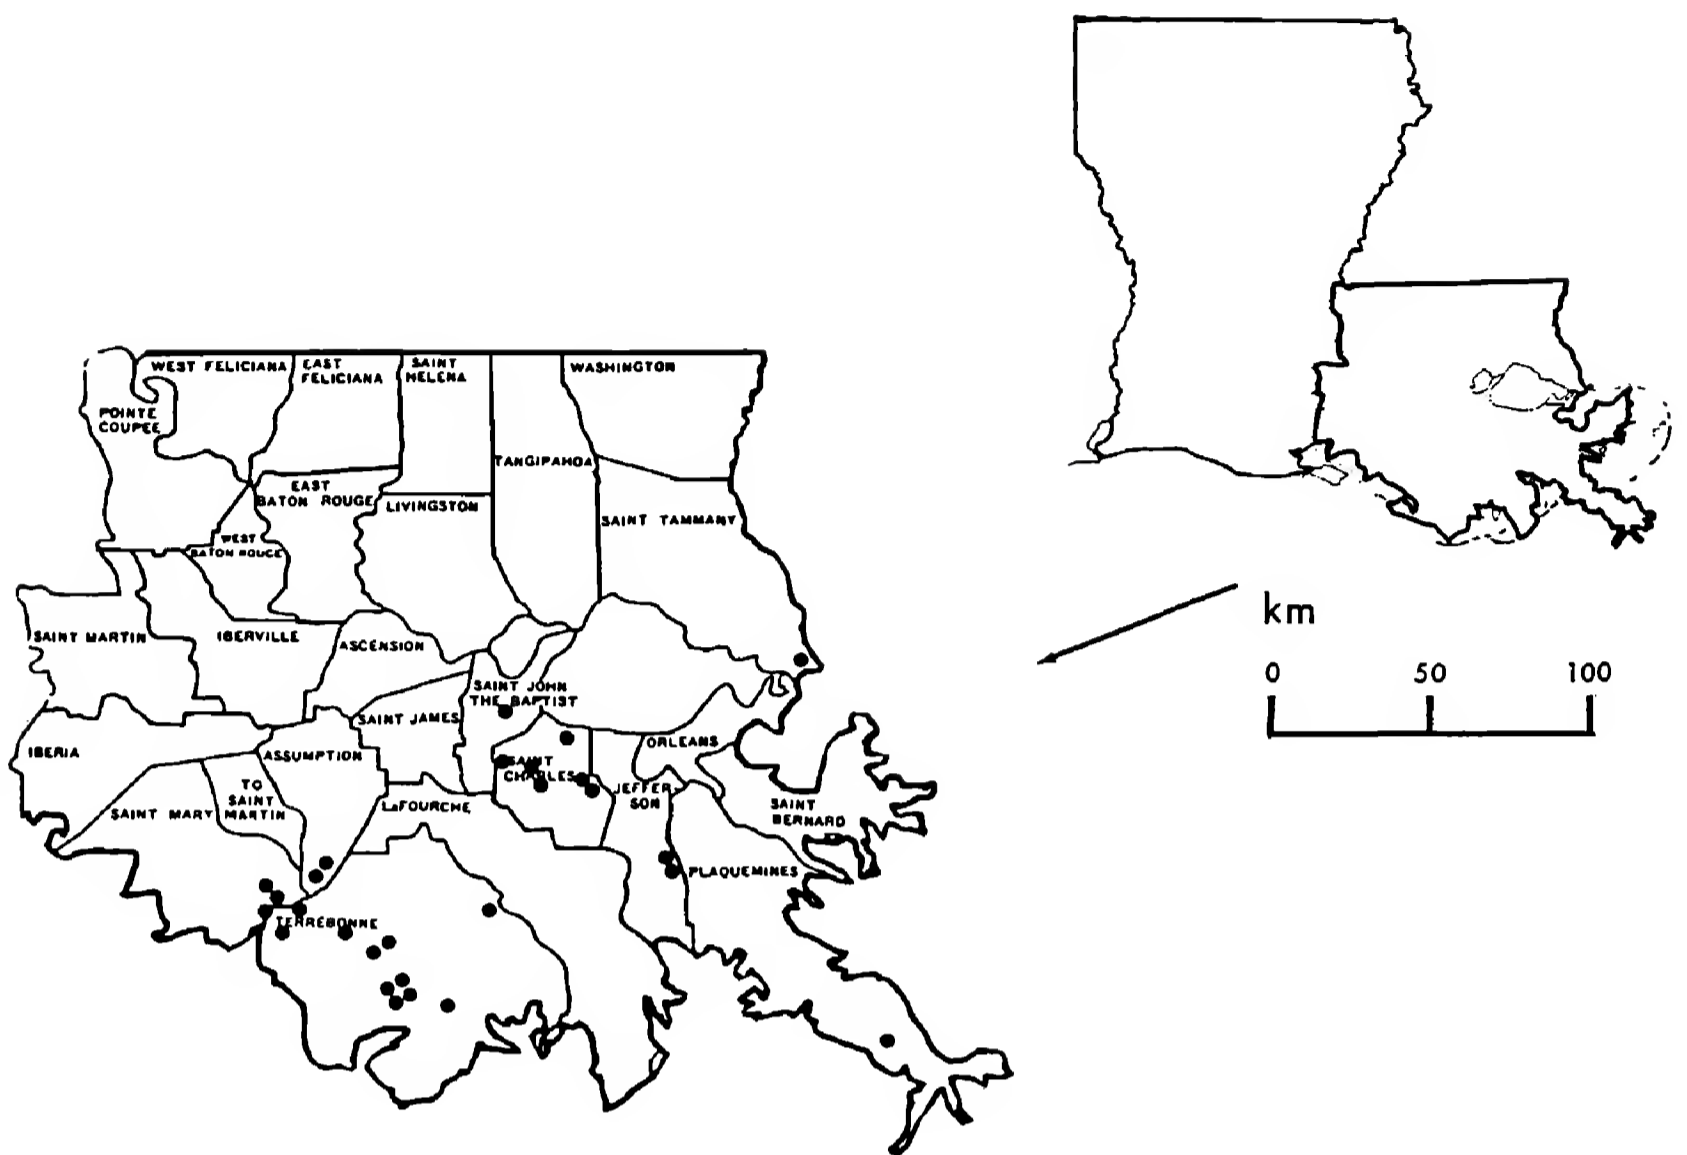 WEST FELICIANA
EAST
FELICIANA
SAINT
HELENA
WASHINGTON
POINTE
COUPEE
TANGIPAHOA
EAST
BATON ROUGE
LIVINGSTON
SAINT TAMMANY
WEST
BATON ROUGE
SAINT MARTIN
IBERVILLE
ASCENSION
km
0 50 100
SAINT JOHN
THE BAPTIST
SAINT JAMES
IBERIA
ASSUMPTION
ORLEANS
SAINT
CHARLES
TO
SAINT
MARTIN
JEFFER
SON
SAINT MARY
LaFOURCHE
SAINT
BERNARD
PLAQUEMINES
TERREBONNE